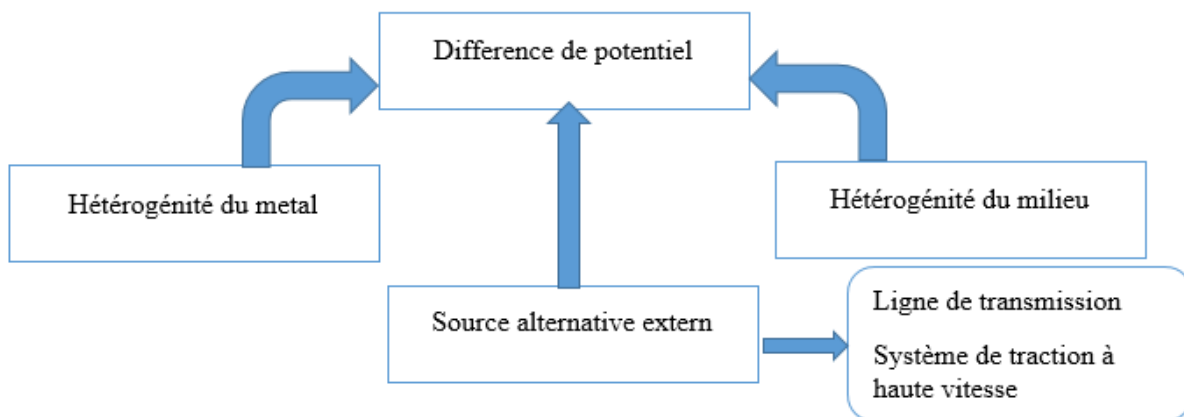 Difference de potentiel
Hétérogénité du metal
Hétérogénité du milieu
Source alternative extern
Ligne de transmission
Système de traction à
haute vitesse